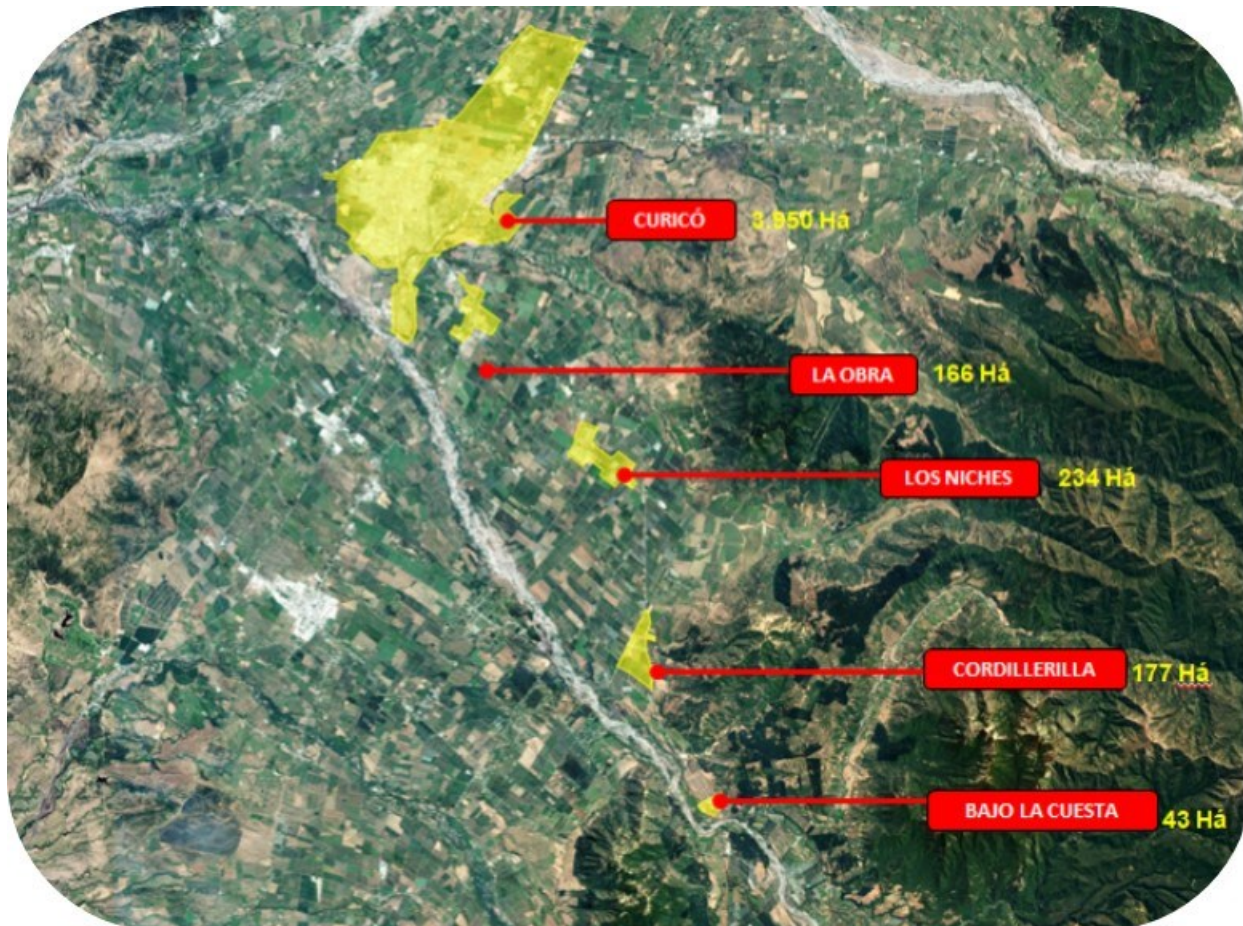 CURICÓ 3.950 Há
LA OBRA 166 Há
LOS NICHES 234 Há
CORDILLERILLA 177 Há
BAJO LA CUESTA 43 Há